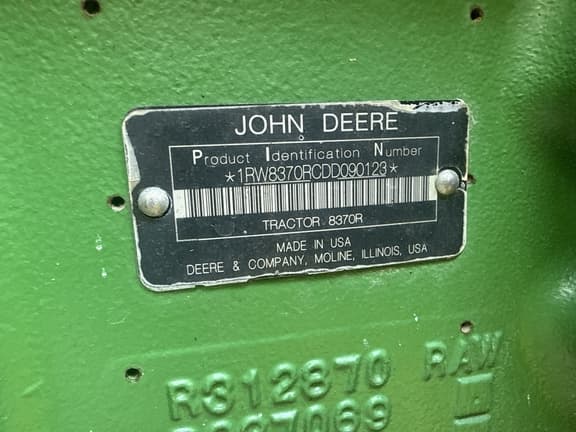 JOHN DEERE
Product Identification Number
*1RW8370RCDD090123*
TRACTOR 8370R
MADE IN USA
DEERE & COMPANY, MOLINE, ILLINOIS, USA
R312870 RAW